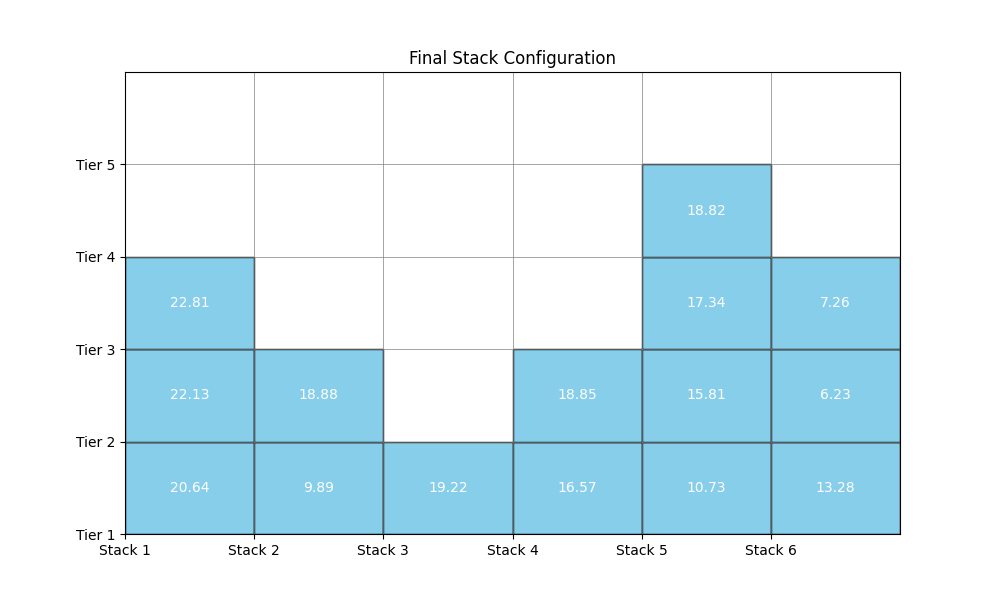 Final Stack Configuration
Tier 5
18.82
Tier 4
22.81
17.34
7.26
Tier 3
22.13
18.88
18.85
15.81
6.23
Tier 2
20.64
9.89
19.22
16.57
10.73
13.28
Tier 1
Stack 1
Stack 2
Stack 3
Stack 4
Stack 5
Stack 6